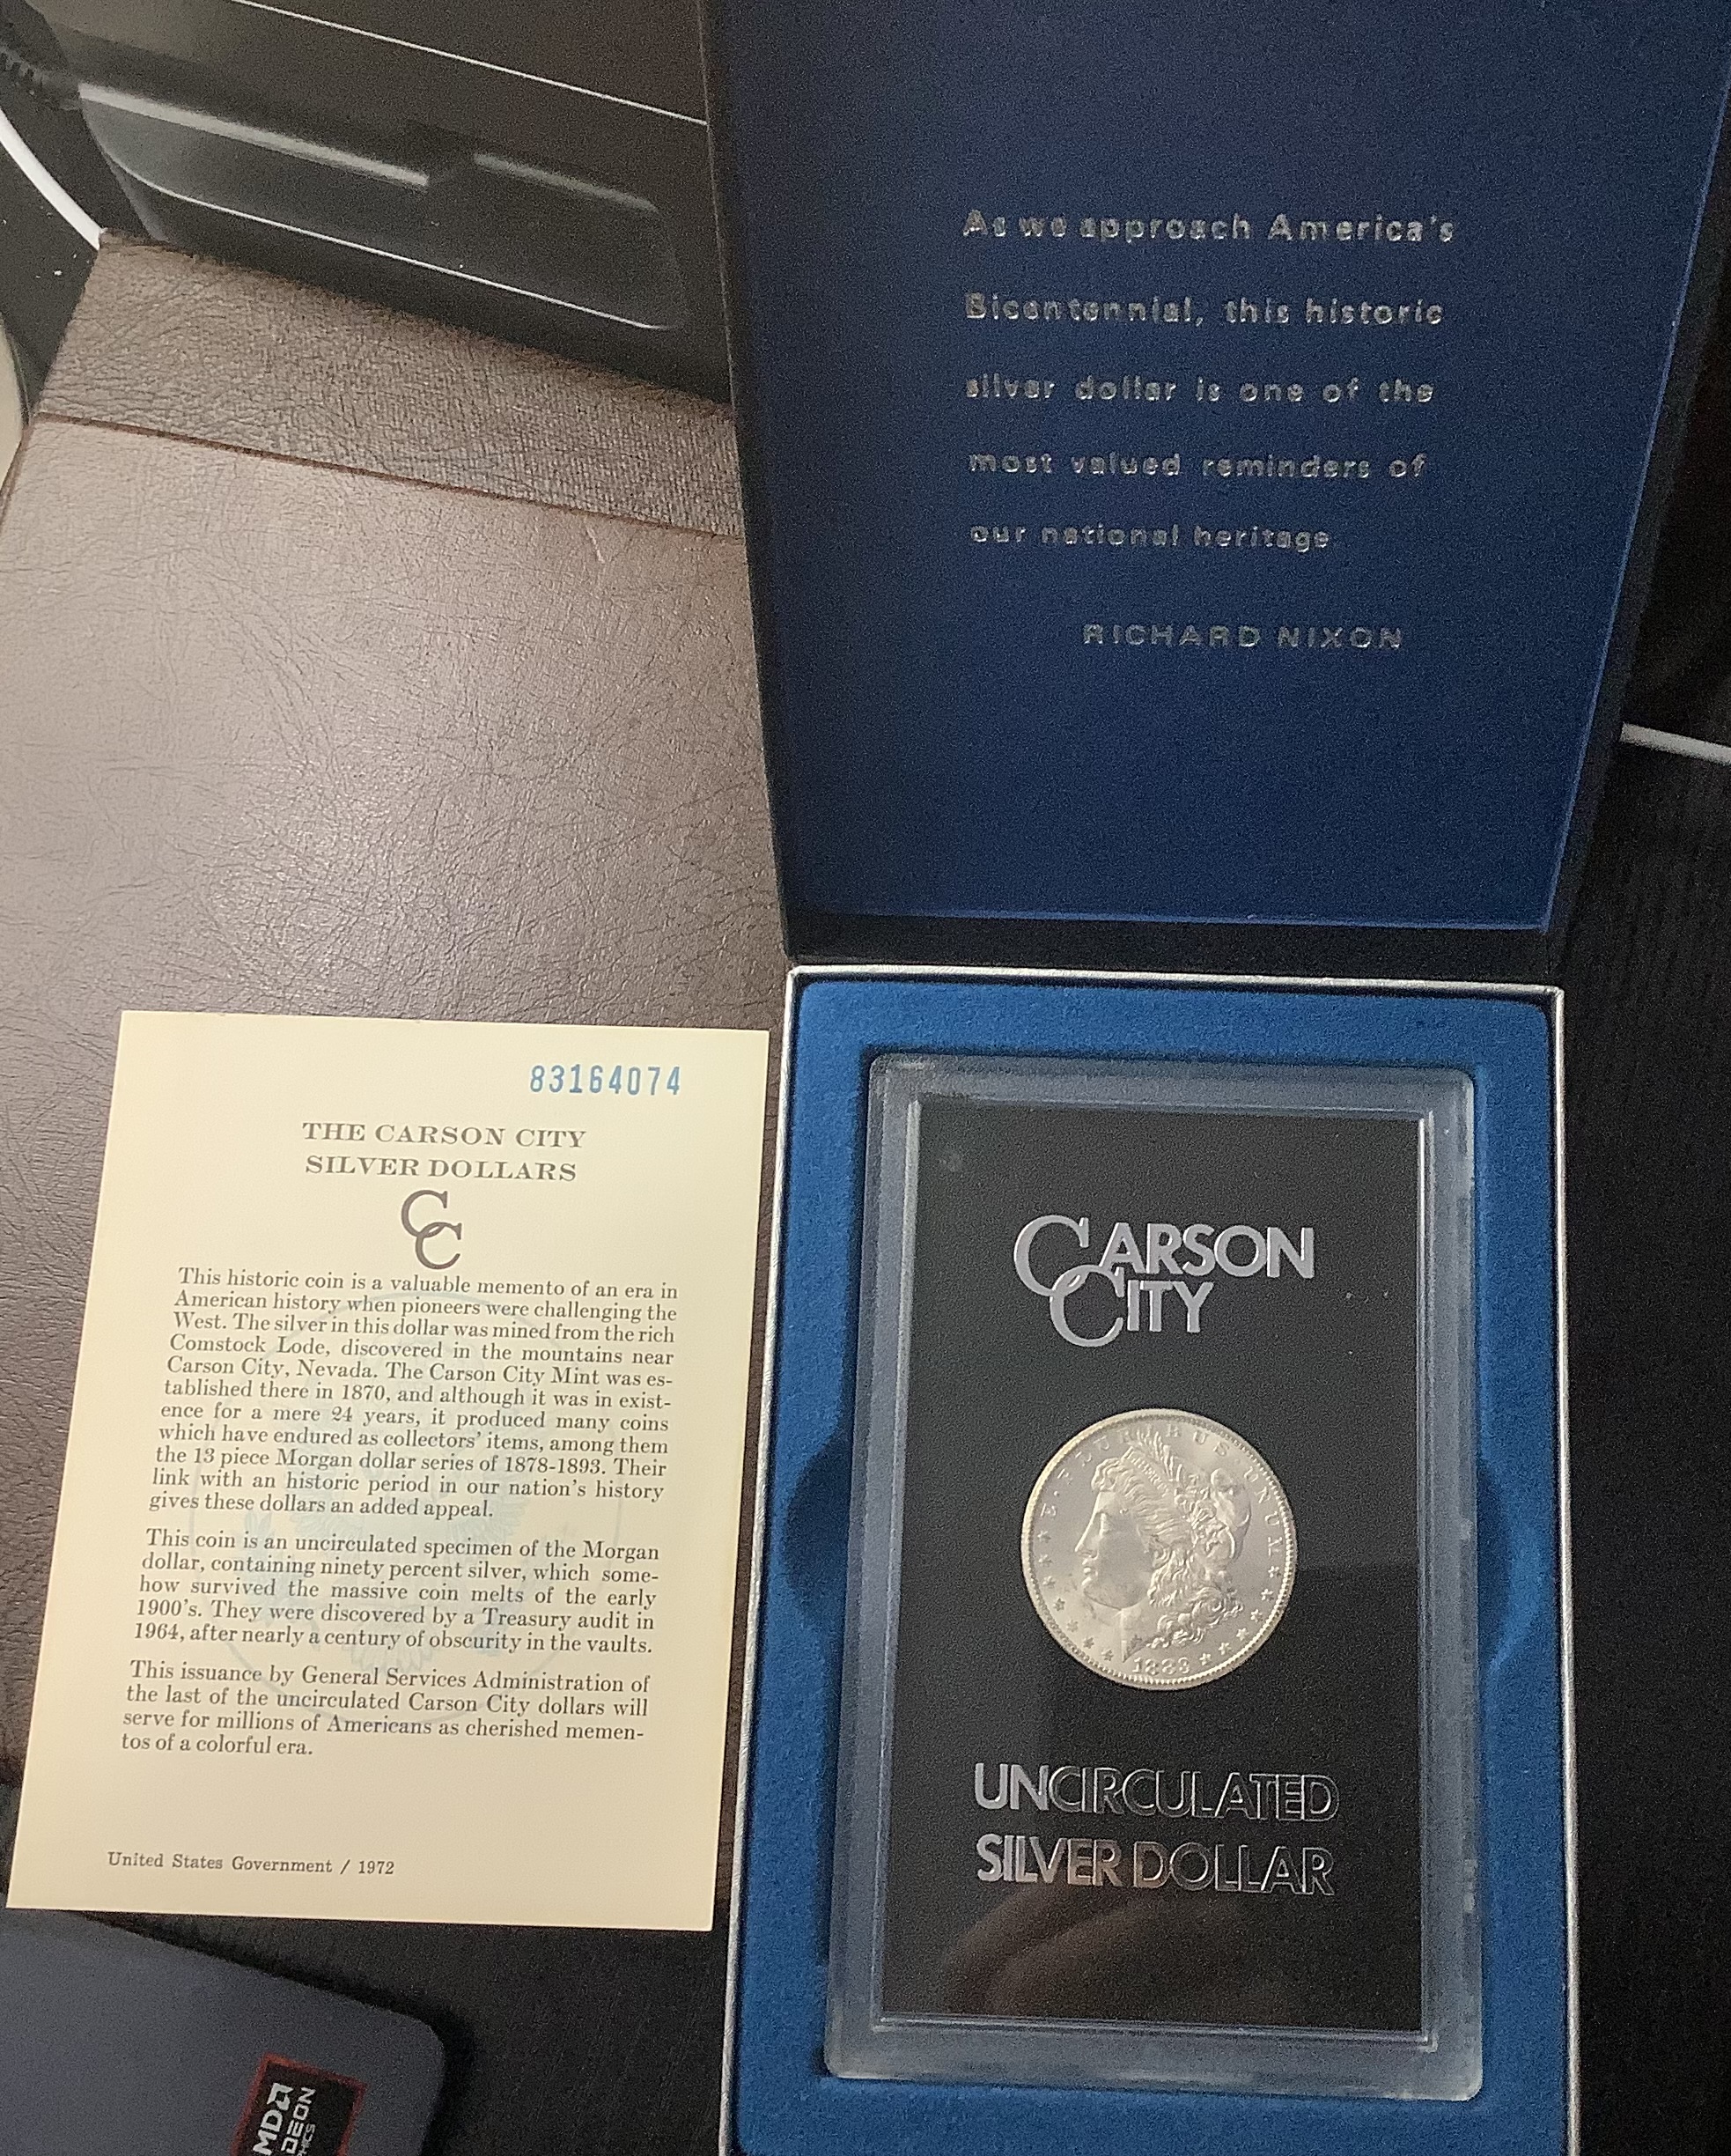 As we approach America's
Bicentennial, this historic
silver dollar is one of the
most valued reminders of
our national heritage
RICHARD NIXON
83164074
THE CARSON CITY
SILVER DOLLARS
CC
This historic coin is a valuable memento of an era in
American history when pioneers were challenging the
West. The silver in this dollar was mined from the rich
Comstock Lode, discovered in the mountains near
Carson City, Nevada. The Carson City Mint was es-
tablished there in 1870, and although it was in exist-
ence for a mere 24 years, it produced many coins
which have endured as collectors' items, among them
the 13 piece Morgan dollar series of 1878-1893. Their
link with an historic period in our nation's history
gives these dollars an added appeal.
This coin is an uncirculated specimen of the Morgan
dollar, containing ninety percent silver, which some-
how survived the massive coin melts of the early
1900's. They were discovered by a Treasury audit in
1964, after nearly a century of obscurity in the vaults.
This issuance by General Services Administration of
the last of the uncirculated Carson City dollars will
serve for millions of Americans as cherished memen-
tos of a colorful era.
United States Government / 1972
CARSON
CITY
E · PLURIBUS UNUM
1883
UNCIRCULATED
SILVER DOLLAR